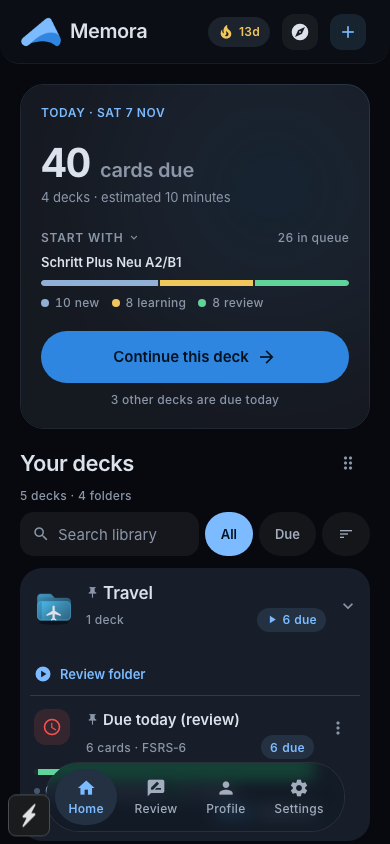 Memora
13d
TODAY · SAT 7 NOV
40 cards due
4 decks · estimated 10 minutes
START WITH
26 in queue
Schritt Plus Neu A2/B1
10 new
8 learning
8 review
Continue this deck
3 other decks are due today
Your decks
5 decks · 4 folders
Search library
All
Due
Travel
1 deck
6 due
Review folder
Due today (review)
6 cards · FSRS-6
6 due
Home
Review
Profile
Settings